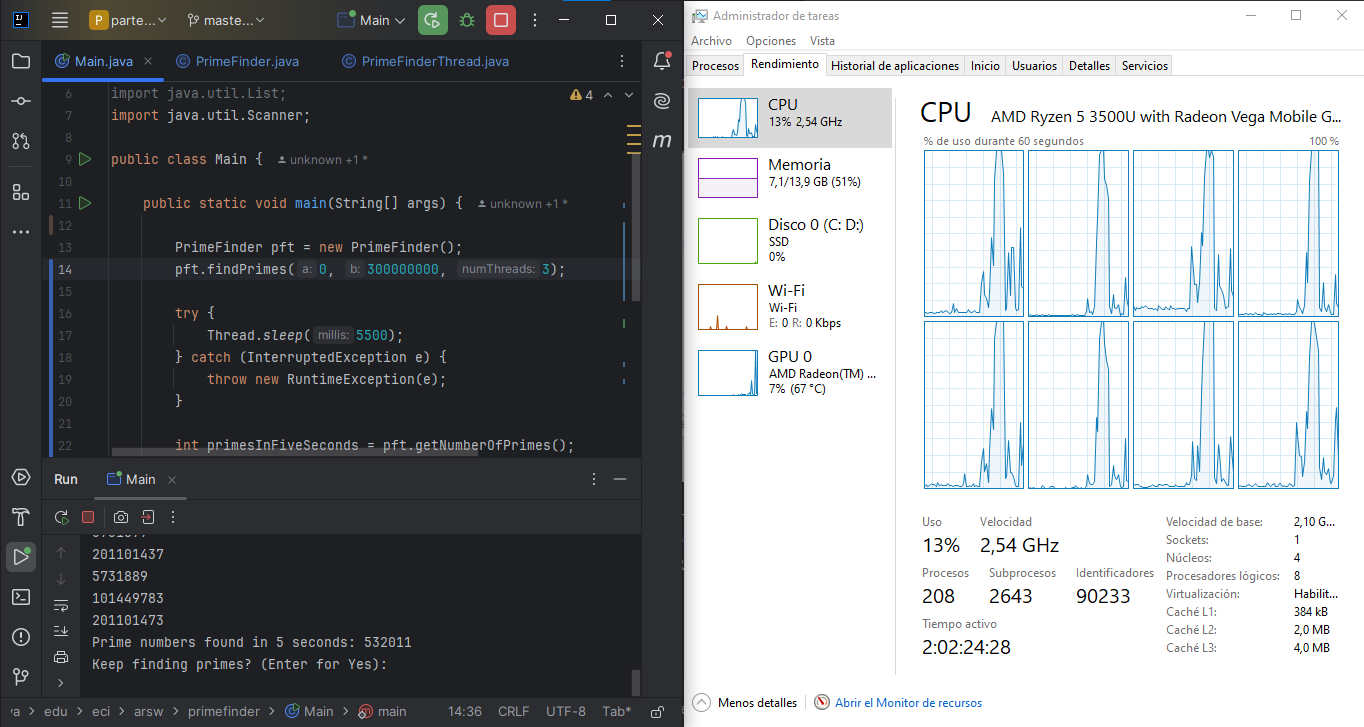 parte...
maste...
Main
Main.java
PrimeFinder.java
PrimeFinderThread.java
6 import java.util.List;
4
7 import java.util.Scanner;
8
9 public class Main { unknown +1 *
10
11 public static void main(String[] args) { unknown +1 *
12
13 PrimeFinder pft = new PrimeFinder();
14 pft.findPrimes( a: 0, b: 300000000, numThreads: 3);
15
16 try {
17 Thread.sleep( millis: 5500);
18 } catch (InterruptedException e) {
19 throw new RuntimeException(e);
20 }
21
22 int primesInFiveSeconds = pft.getNumberOfPrimes();
Run
Main
201101437
5731889
101449783
201101473
Prime numbers found in 5 seconds: 532011
Keep finding primes? (Enter for Yes):
edu > eci > arsw > primefinder > Main > main
14:36 CRLF UTF-8 Tab*
Administrador de tareas
Archivo Opciones Vista
Procesos Rendimiento Historial de aplicaciones Inicio Usuarios Detalles Servicios
CPU
13% 2,54 GHz
Memoria
7,1/13,9 GB (51%)
Disco 0 (C: D:)
SSD
0%
Wi-Fi
Wi-Fi
E: 0 R: 0 Kbps
GPU 0
AMD Radeon(TM) ...
7% (67 °C)
CPU
AMD Ryzen 5 3500U with Radeon Vega Mobile G...
% de uso durante 60 segundos
100 %
Uso Velocidad
13% 2,54 GHz
Procesos Subprocesos Identificadores
208 2643 90233
Tiempo activo
2:02:24:28
Velocidad de base: 2,10 G...
Sockets: 1
Núcleos: 4
Procesadores lógicos: 8
Virtualización: Habilit...
Caché L1: 384 kB
Caché L2: 2,0 MB
Caché L3: 4,0 MB
Menos detalles
Abrir el Monitor de recursos